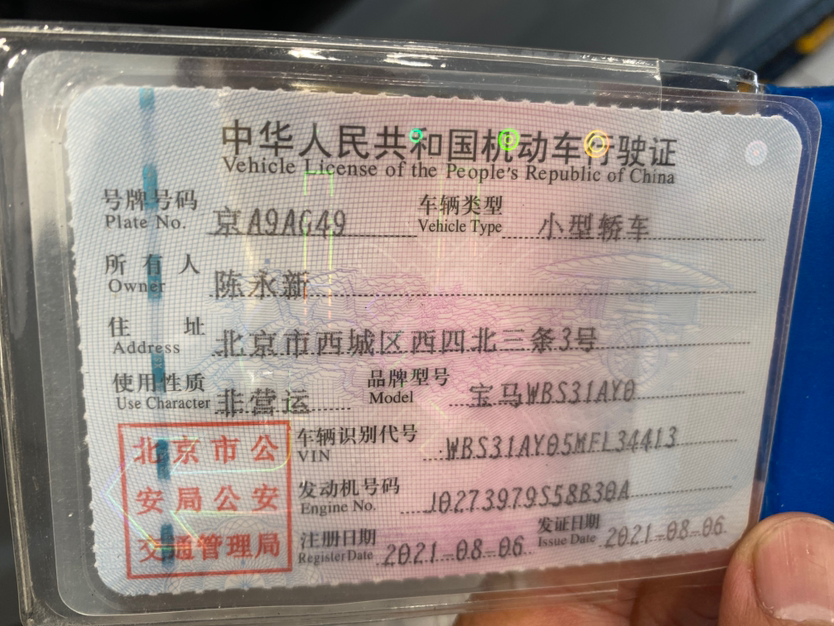 中华人民共和国机动车行驶证
Vehicle License of the People's Republic of China
号牌号码 京A9AG49 车辆类型 小型轿车
Plate No. Vehicle Type
所有人 陈永新
Owner
住址 北京市西城区西四北三条3号
Address
使用性质 非营运 品牌型号 宝马WBS31AY0
Use Character Model
北京市公
安局公安
交通管理局
车辆识别代号 WBS31AY05MFL34413
VIN
发动机号码 J0273979S58B30A
Engine No.
注册日期 2021-08-06 发证日期 2021-08-06
Register Date Issue Date